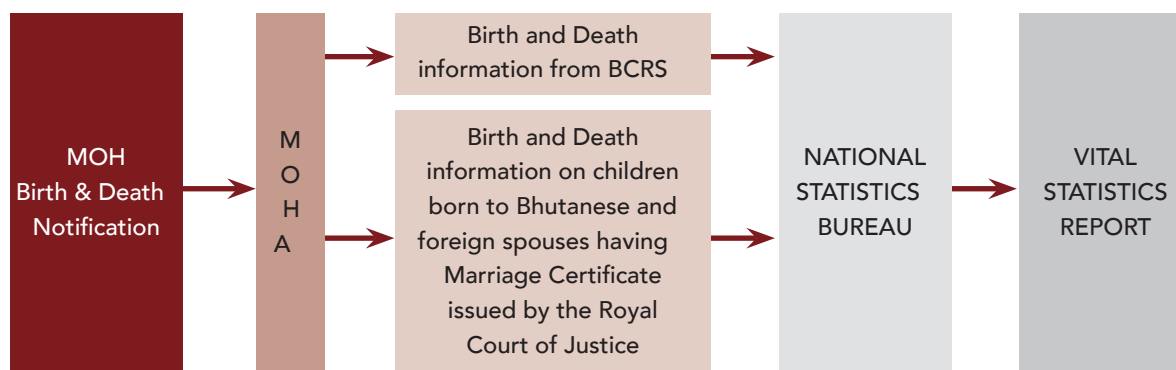 MOH
Birth & Death
Notification
M
O
H
A
Birth and Death
information from BCRS
Birth and Death
information on children
born to Bhutanese and
foreign spouses having
Marriage Certificate
issued by the Royal
Court of Justice
NATIONAL
STATISTICS
BUREAU
VITAL
STATISTICS
REPORT